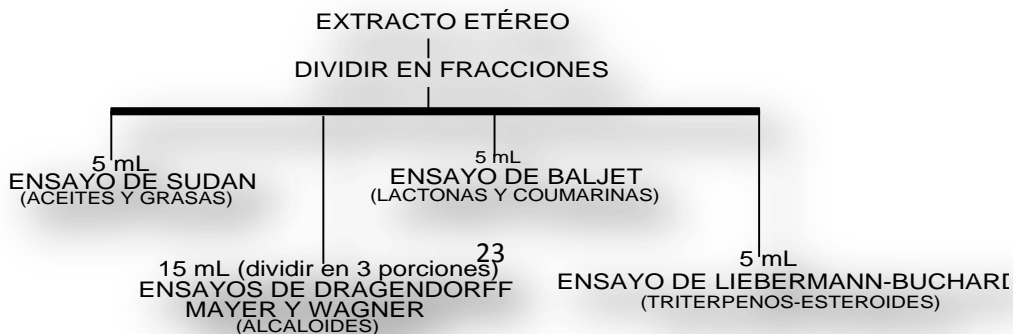 EXTRACTO ETÉREO
DIVIDIR EN FRACCIONES
5 mL
ENSAYO DE SUDAN
(ACEITES Y GRASAS)
5 mL
ENSAYO DE BALJET
(LACTONAS Y COUMARINAS)
23
15 mL (dividir en 3 porciones)
ENSAYOS DE DRAGENDORFF
MAYER Y WAGNER
(ALCALOIDES)
5 mL
ENSAYO DE LIEBERMANN-BUCHARD
(TRITERPENOS-ESTEROIDES)